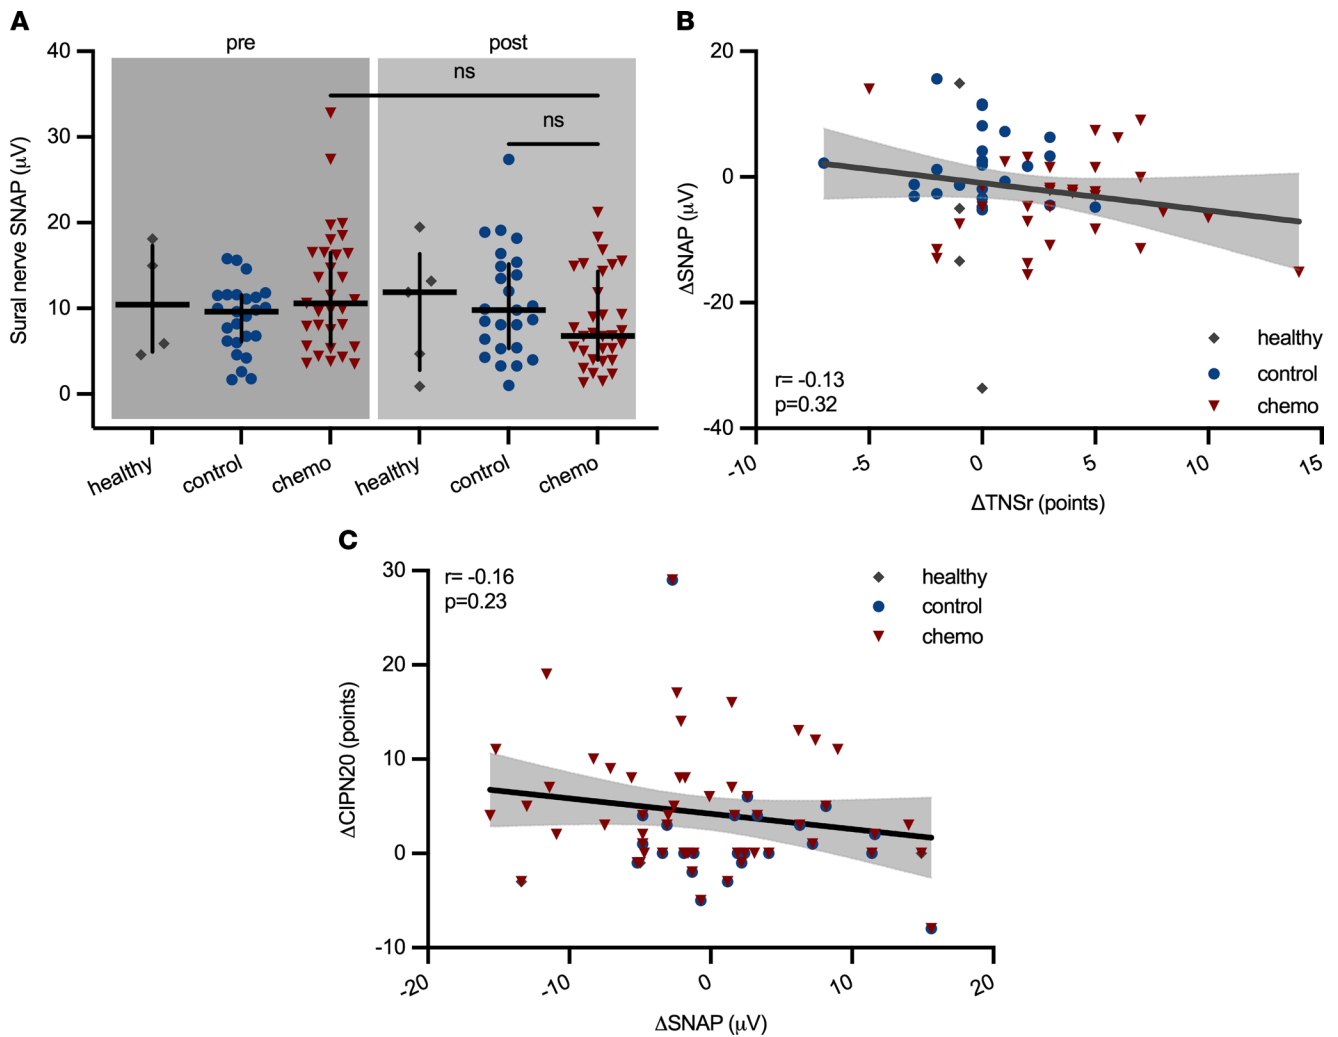 A
pre
post
ns
ns
Sural nerve SNAP (μV)
40
30
20
10
0
healthy
control
chemo
healthy
control
chemo
B
ΔSNAP (μV)
20
0
-20
-40
r= -0.13
p=0.32
healthy
control
chemo
-10
-5
0
5
10
15
ΔTNSr (points)
C
ΔCIPN20 (points)
30
20
10
0
-10
r= -0.16
p=0.23
healthy
control
chemo
-20
-10
0
10
20
ΔSNAP (μV)